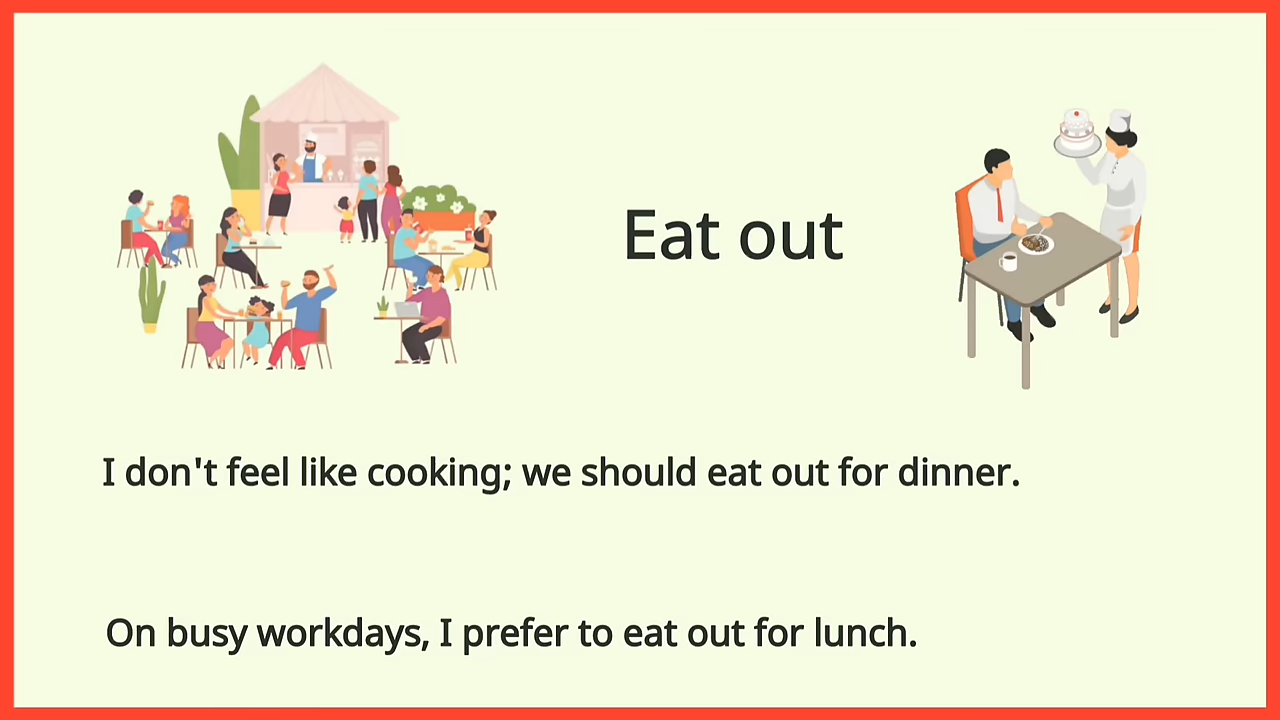 Eat out
I don't feel like cooking; we should eat out for dinner.
On busy workdays, I prefer to eat out for lunch.